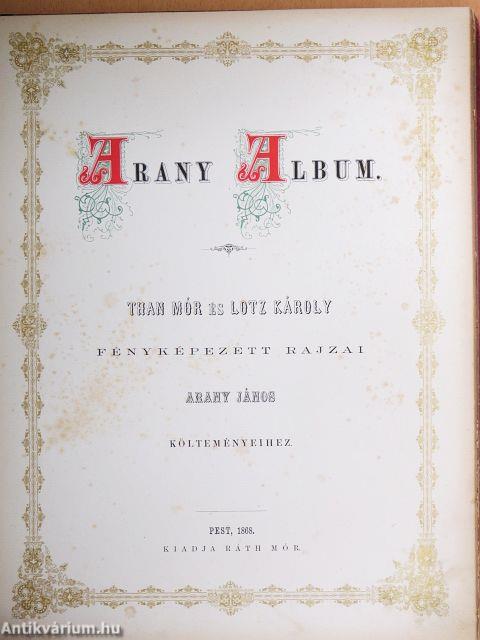 ARANY ALBUM.
THAN MÓR ÉS LOTZ KÁROLY
FÉNYKÉPEZETT RAJZAI
ARANY JÁNOS
KÖLTEMÉNYEIHEZ.
PEST, 1868.
KIADJA RÁTH MÓR.
Antikvárium.hu